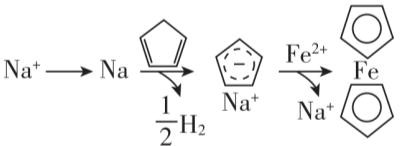 Na⁺ ⟶ Na ⟶ Na⁺ ⟶ Fe
Fe²⁺
−
1/2 H₂
Na⁺